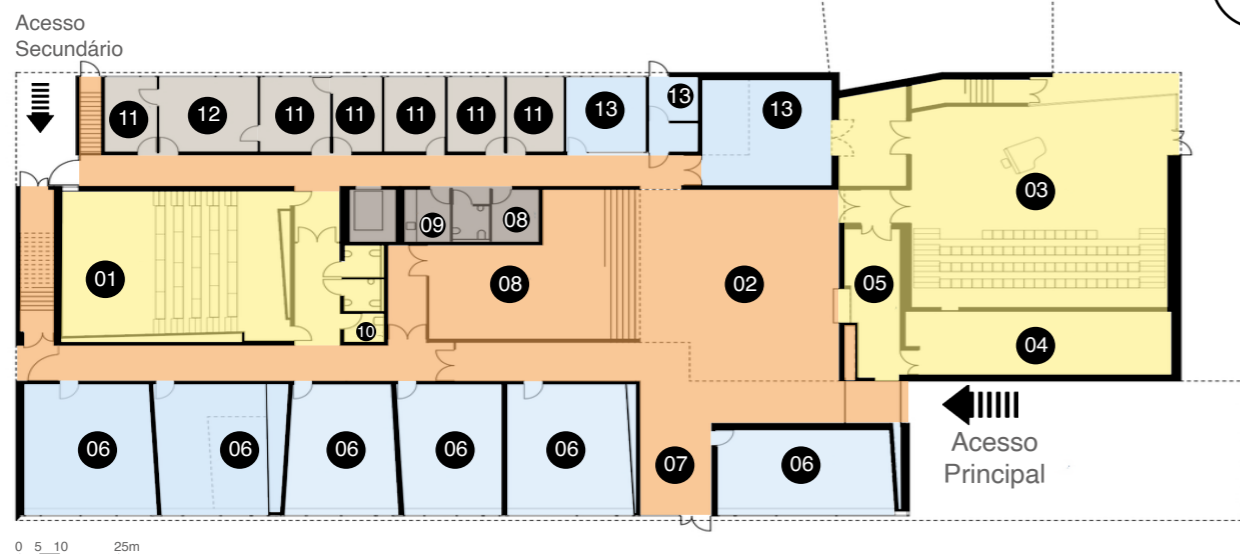 Acesso
Secundário
11 12 11 11 11 11 11 13 13 13
03
09 08
01 08 02 05
10 04
Acesso
Principal
06 06 06 06 06 07 06
0 5 10 25m